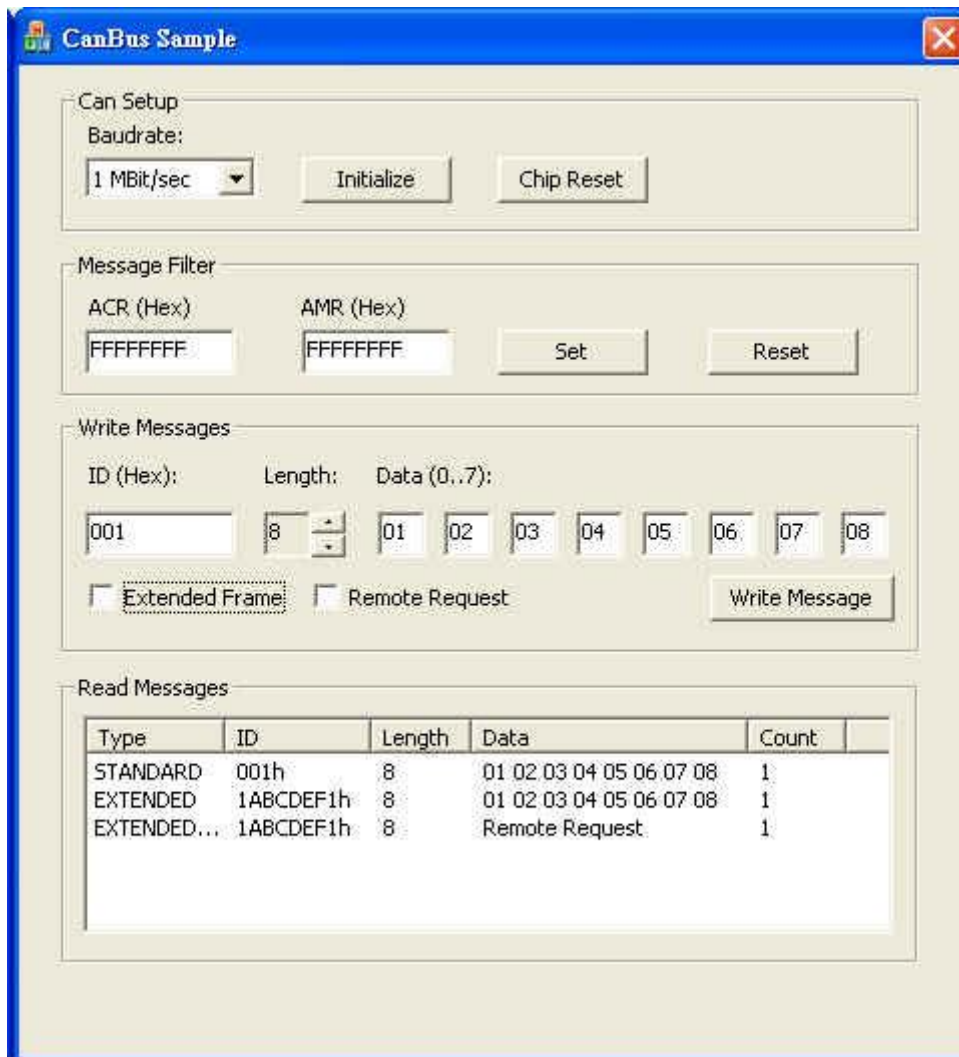 CanBus Sample
Can Setup
Baudrate:
1 MBit/sec Initialize Chip Reset
Message Filter
ACR (Hex) AMR (Hex)
FFFFFFFF FFFFFFFF Set Reset
Write Messages
ID (Hex): Length: Data (0..7):
001 8 01 02 03 04 05 06 07 08
Extended Frame Remote Request Write Message
Read Messages
Type ID Length Data Count
STANDARD 001h 8 01 02 03 04 05 06 07 08 1
EXTENDED 1ABCDEF1h 8 01 02 03 04 05 06 07 08 1
EXTENDED... 1ABCDEF1h 8 Remote Request 1